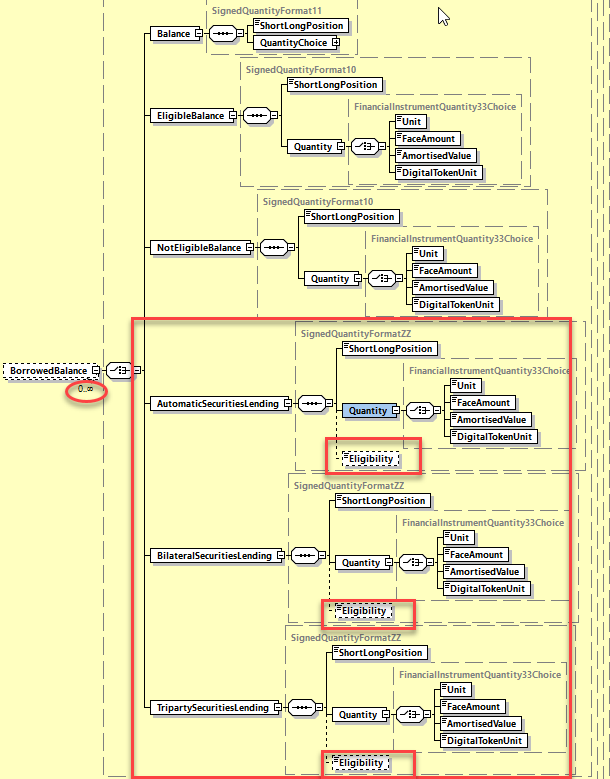 SignedQuantityFormat11
ShortLongPosition
Balance
QuantityChoice
SignedQuantityFormat10
ShortLongPosition
FinancialInstrumentQuantity33Choice
EligibleBalance
Unit
FaceAmount
Quantity
AmortisedValue
DigitalTokenUnit
SignedQuantityFormat10
ShortLongPosition
FinancialInstrumentQuantity33Choice
NotEligibleBalance
Unit
FaceAmount
Quantity
AmortisedValue
DigitalTokenUnit
SignedQuantityFormatZZ
ShortLongPosition
BorrowedBalance
FinancialInstrumentQuantity33Choice
0..∞
Unit
AutomaticSecuritiesLending
FaceAmount
Quantity
AmortisedValue
DigitalTokenUnit
Eligibility
SignedQuantityFormatZZ
ShortLongPosition
FinancialInstrumentQuantity33Choice
Unit
BilateralSecuritiesLending
FaceAmount
Quantity
AmortisedValue
DigitalTokenUnit
Eligibility
SignedQuantityFormatZZ
ShortLongPosition
FinancialInstrumentQuantity33Choice
Unit
TripartySecuritiesLending
FaceAmount
Quantity
AmortisedValue
DigitalTokenUnit
Eligibility